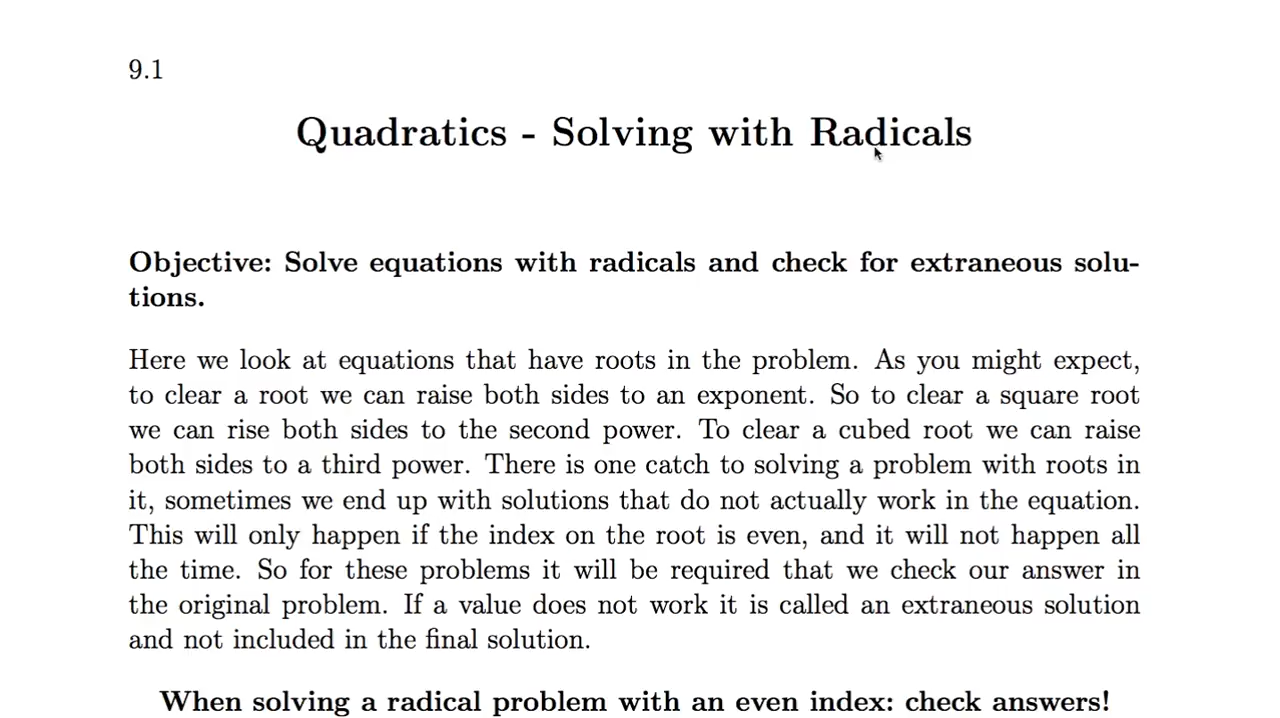 9.1
Quadratics - Solving with Radicals
Objective: Solve equations with radicals and check for extraneous solu-
tions.
Here we look at equations that have roots in the problem. As you might expect,
to clear a root we can raise both sides to an exponent. So to clear a square root
we can rise both sides to the second power. To clear a cubed root we can raise
both sides to a third power. There is one catch to solving a problem with roots in
it, sometimes we end up with solutions that do not actually work in the equation.
This will only happen if the index on the root is even, and it will not happen all
the time. So for these problems it will be required that we check our answer in
the original problem. If a value does not work it is called an extraneous solution
and not included in the final solution.
When solving a radical problem with an even index: check answers!